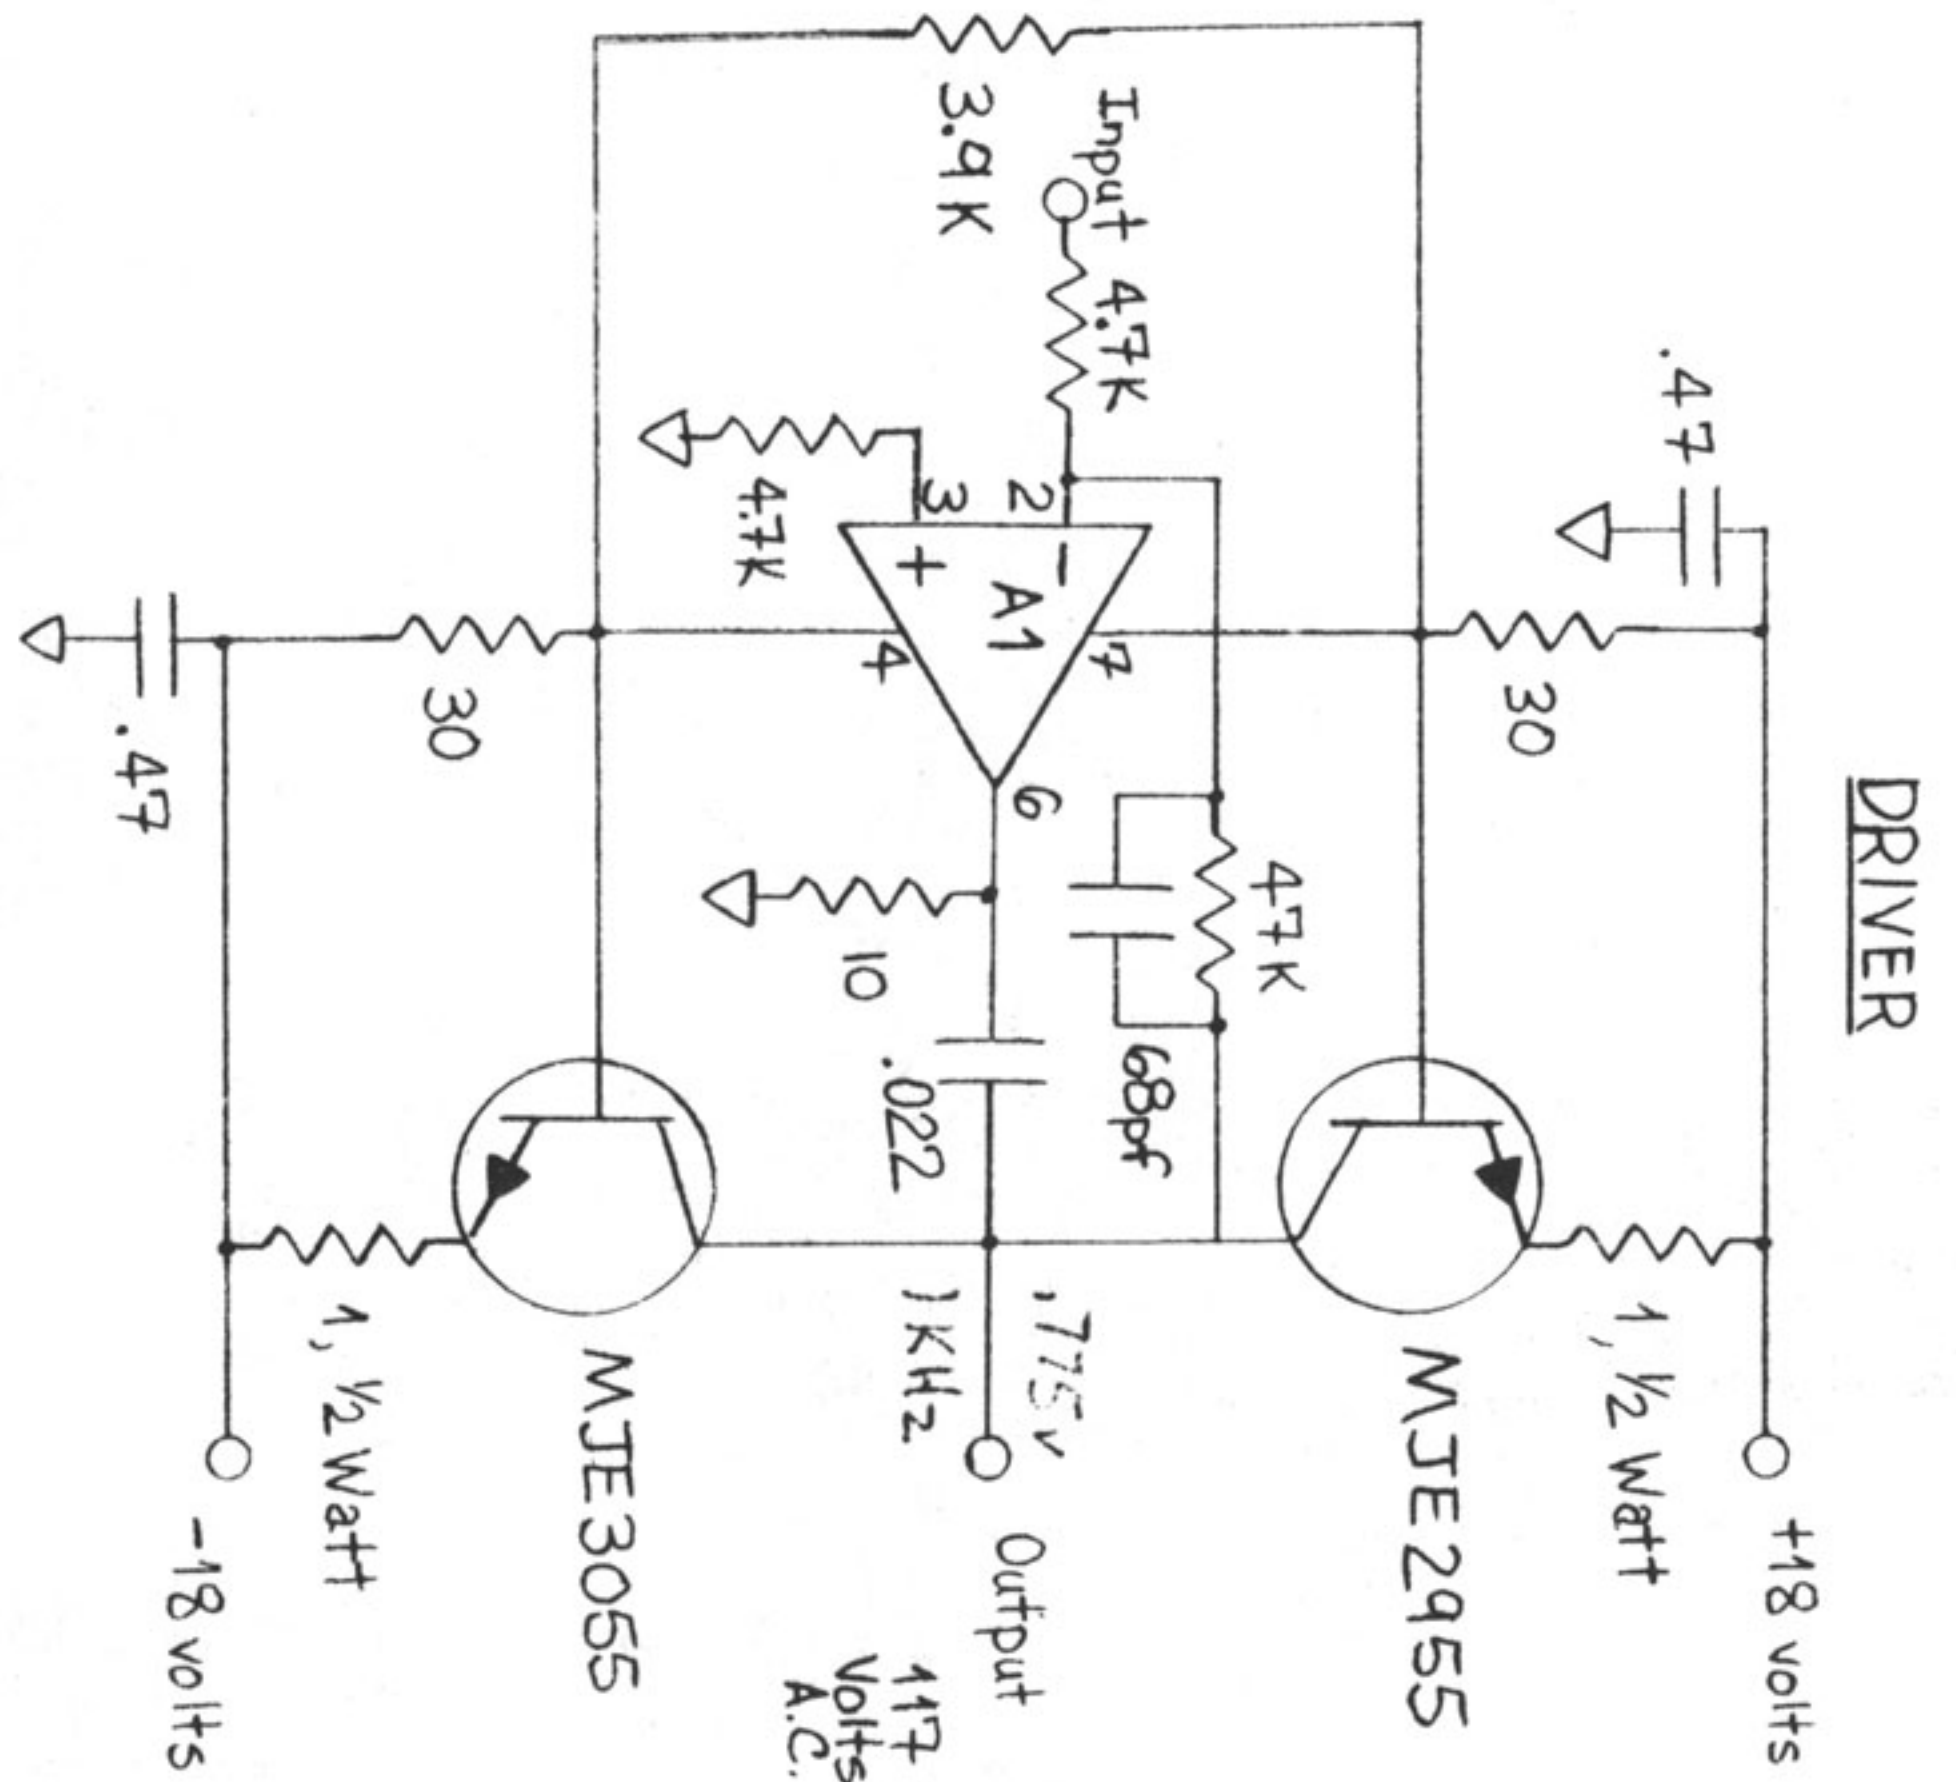 DRIVER
.47
30
1, ½ Watt
+18 volts
MJE2955
Input
4.7K
3.9K
2
3
-
+
A1
7
4
6
4.7K
47K
68pf
10
.022
.775v
1KHz
Output
117
Volts
A.C.
30
.47
MJE3055
1, ½ Watt
-18 volts